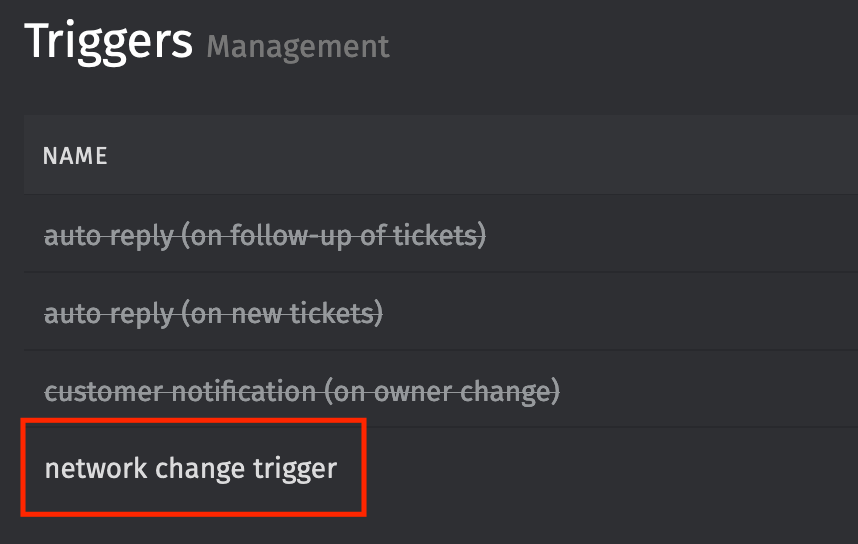 Triggers Management
NAME
auto reply (on follow-up of tickets)
auto reply (on new tickets)
customer notification (on owner change)
network change trigger